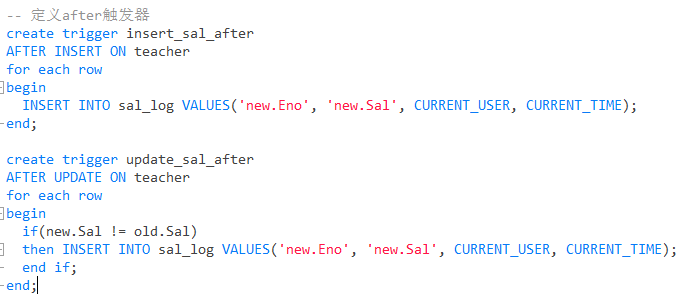 -- 定义after触发器
create trigger insert_sal_after
AFTER INSERT ON teacher
for each row
begin
INSERT INTO sal_log VALUES('new.Eno', 'new.Sal', CURRENT_USER, CURRENT_TIME);
end;
create trigger update_sal_after
AFTER UPDATE ON teacher
for each row
begin
if(new.Sal != old.Sal)
then INSERT INTO sal_log VALUES('new.Eno', 'new.Sal', CURRENT_USER, CURRENT_TIME);
end if;
end;